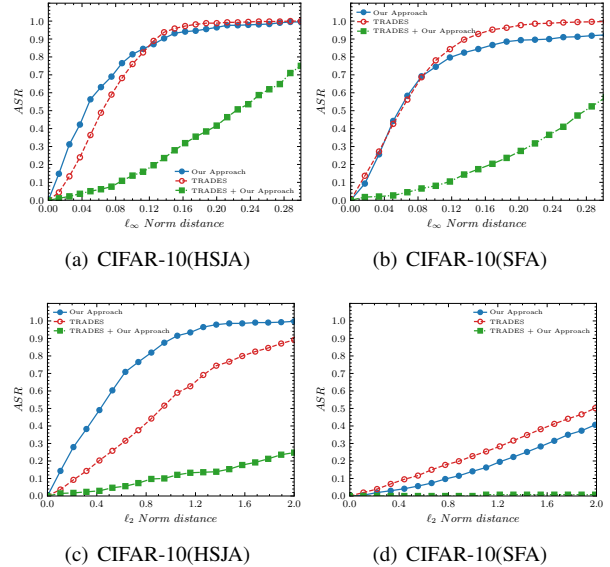 1.0
0.9
0.8
0.7
0.6
0.5
0.4
0.3
0.2
0.1
0.0
ASR
Our Approach
TRADES
TRADES + Our Approach
0.00 0.04 0.08 0.12 0.16 0.20 0.24 0.28
ℓ∞ Norm distance
(a) CIFAR-10(HSJA)
Our Approach
TRADES
TRADES + Our Approach
1.0
0.9
0.8
0.7
0.6
0.5
0.4
0.3
0.2
0.1
0.0
ASR
0.00 0.04 0.08 0.12 0.16 0.20 0.24 0.28
ℓ∞ Norm distance
(b) CIFAR-10(SFA)
Our Approach
TRADES
TRADES + Our Approach
1.0
0.9
0.8
0.7
0.6
0.5
0.4
0.3
0.2
0.1
0.0
ASR
0.0 0.4 0.8 1.2 1.6 2.0
ℓ2 Norm distance
(c) CIFAR-10(HSJA)
Our Approach
TRADES
TRADES + Our Approach
1.0
0.9
0.8
0.7
0.6
0.5
0.4
0.3
0.2
0.1
0.0
ASR
0.0 0.4 0.8 1.2 1.6 2.0
ℓ2 Norm distance
(d) CIFAR-10(SFA)